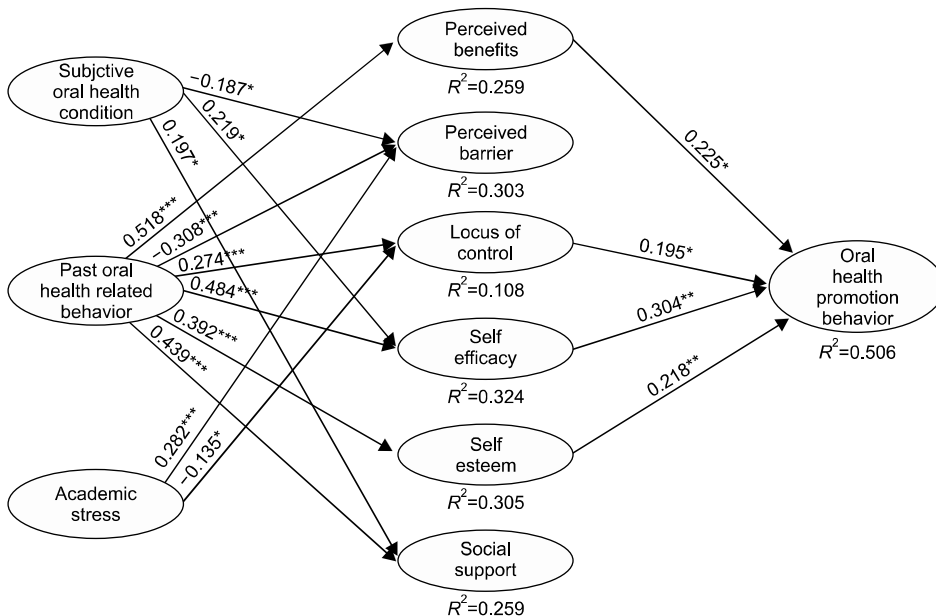 Subjctive
oral health
condition
Past oral
health related
behavior
Academic
stress
−0.187*
0.219*
0.197*
0.518***
−0.308***
0.274***
0.484***
0.392***
0.439***
0.282***
−0.135*
Perceived
benefits
R²=0.259
Perceived
barrier
R²=0.303
Locus of
control
R²=0.108
Self
efficacy
R²=0.324
Self
esteem
R²=0.305
Social
support
R²=0.259
0.225*
0.195*
0.304**
0.218**
Oral
health
promotion
behavior
R²=0.506